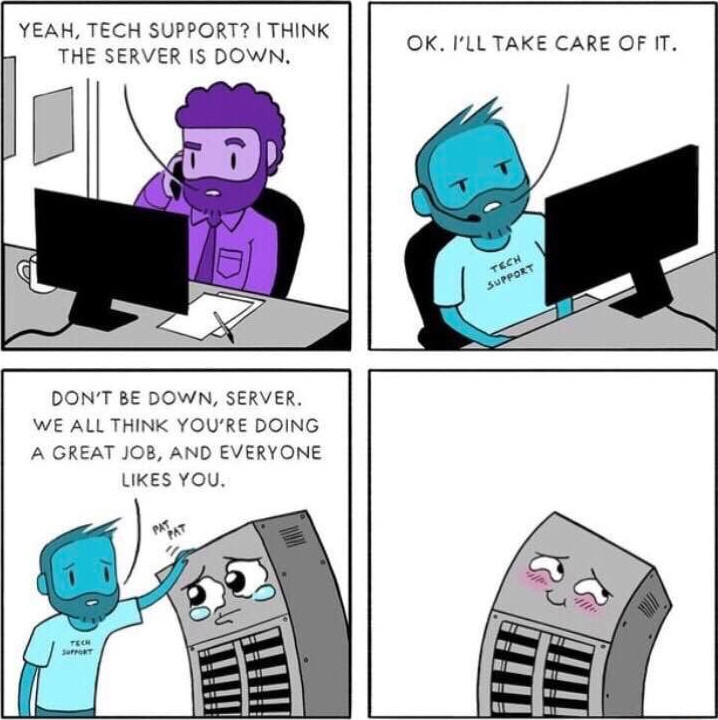 YEAH, TECH SUPPORT? I THINK
THE SERVER IS DOWN.
OK. I'LL TAKE CARE OF IT.
TECH
SUPPORT
DON'T BE DOWN, SERVER.
WE ALL THINK YOU'RE DOING
A GREAT JOB, AND EVERYONE
LIKES YOU.
PAT
PAT
TECH
SUPPORT